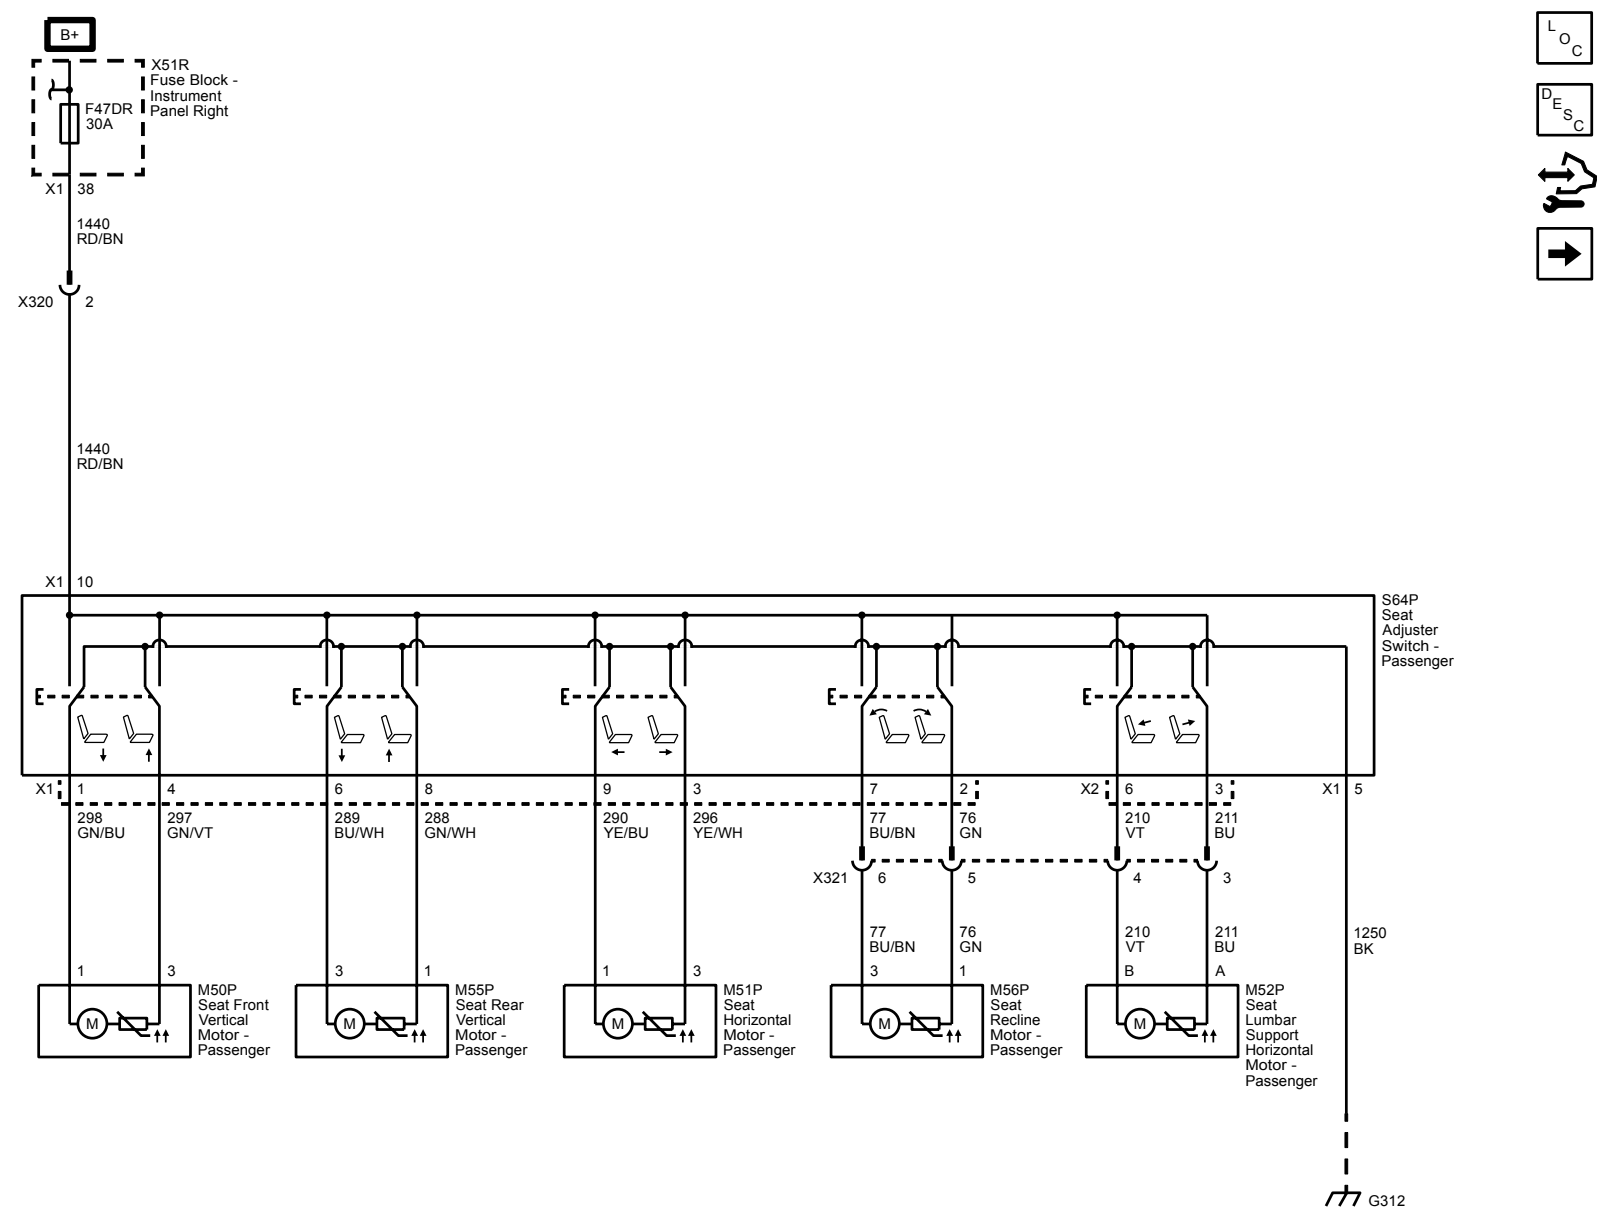 B+
X51R
Fuse Block -
Instrument
Panel Right
F47DR
30A
X1 38
1440
RD/BN
X320 2
1440
RD/BN
X1 10
S64P
Seat
Adjuster
Switch -
Passenger
X1 1 4 6 8 9 3 7 2 X2 6 3 X1 5
298 297 289 288 290 296 77 76 210 211
GN/BU GN/VT BU/WH GN/WH YE/BU YE/WH BU/BN GN VT BU
X321 6 5 4 3
77 76 210 211 1250
BU/BN GN VT BU BK
1 3 3 1 1 3 3 1 B A
M M M M M
M50P
Seat Front
Vertical
Motor -
Passenger
M55P
Seat Rear
Vertical
Motor -
Passenger
M51P
Seat
Horizontal
Motor -
Passenger
M56P
Seat
Recline
Motor -
Passenger
M52P
Seat
Lumbar
Support
Horizontal
Motor -
Passenger
G312
LOC
DESC